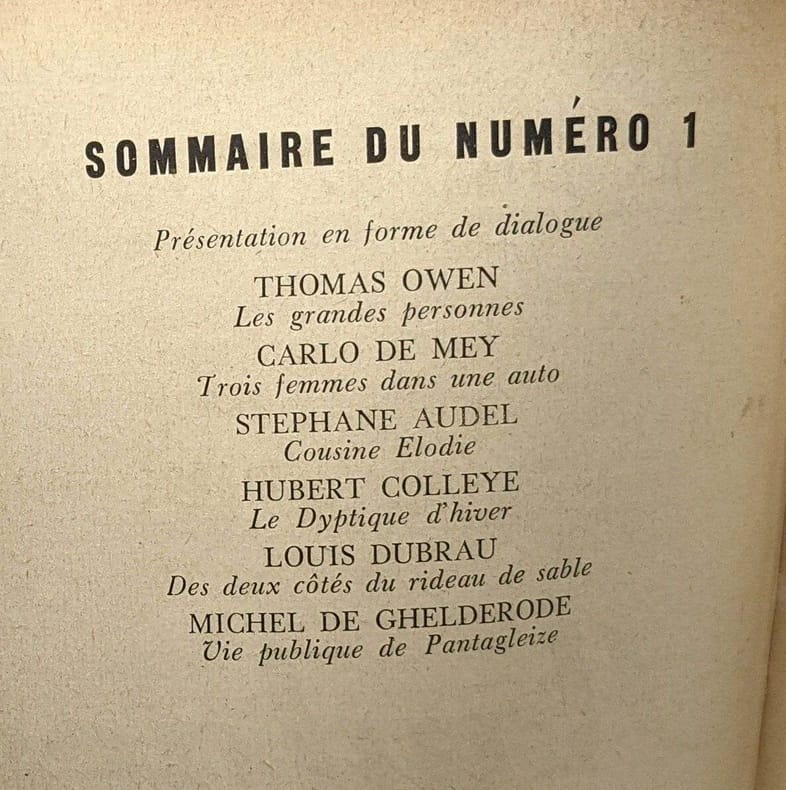 SOMMAIRE DU NUMÉRO 1
Présentation en forme de dialogue
THOMAS OWEN
Les grandes personnes
CARLO DE MEY
Trois femmes dans une auto
STEPHANE AUDEL
Cousine Elodie
HUBERT COLLEYE
Le Dyptique d'hiver
LOUIS DUBRAU
Des deux côtés du rideau de sable
MICHEL DE GHELDERODE
Vie publique de Pantagleize